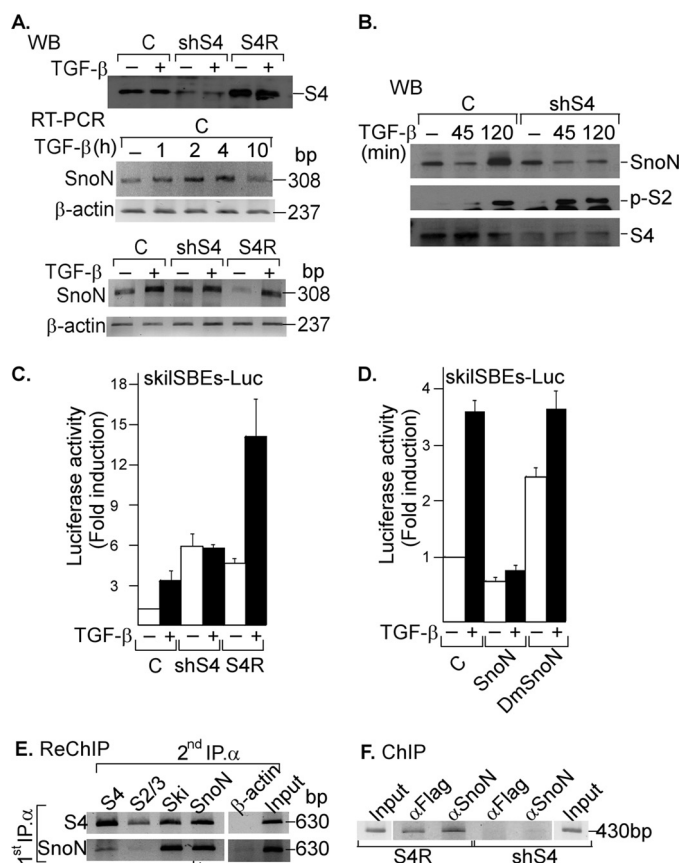 A.
WB C shS4 S4R
TGF-β – + – + – +
S4
RT-PCR
C
TGF-β(h) – 1 2 4 10 bp
SnoN 308
β-actin 237
C shS4 S4R
TGF-β – + – + – + bp
SnoN 308
β-actin 237
B.
WB
C shS4
TGF-β – 45 120 – 45 120
(min)
SnoN
p-S2
S4
C.
skilSBEs-Luc
Luciferase activity
(Fold induction)
18
15
12
9
6
3
TGF-β – + – + – +
C shS4 S4R
D.
skilSBEs-Luc
Luciferase activity
(Fold induction)
4
3
2
1
TGF-β – + – + – +
C SnoN DmSnoN
E. ReChIP
2nd IP.α
S4 S2/3 Ski SnoN β-actin Input bp
1st IP.α
S4 630
SnoN 630
F. ChIP
Input αFlag αSnoN αFlag αSnoN Input
430bp
S4R shS4